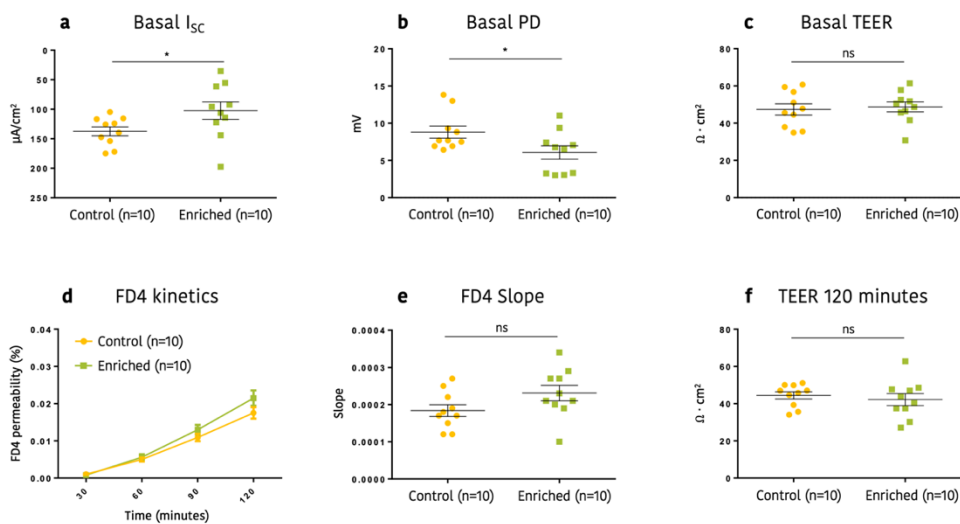 a Basal ISC
0
50
100
150
200
250
µA/cm²
*
Control (n=10) Enriched (n=10)
b Basal PD
20
15
10
5
0
mV
*
Control (n=10) Enriched (n=10)
c Basal TEER
80
60
40
20
0
Ω · cm²
ns
Control (n=10) Enriched (n=10)
d FD4 kinetics
0.04
0.03
0.02
0.01
0.00
FD4 permeability (%)
Control (n=10)
Enriched (n=10)
30 60 90 120
Time (minutes)
e FD4 Slope
0.0004
0.0003
0.0002
0.0001
0.0000
Slope
ns
Control (n=10) Enriched (n=10)
f TEER 120 minutes
80
60
40
20
0
Ω · cm²
ns
Control (n=10) Enriched (n=10)